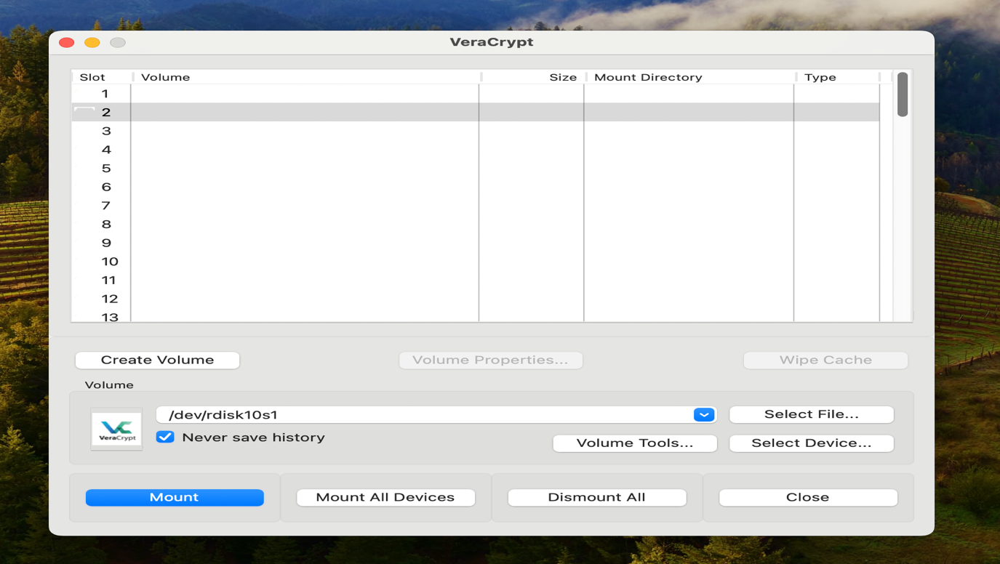 VeraCrypt
Slot Volume Size Mount Directory Type
1
2
3
4
5
6
7
8
9
10
11
12
13
Create Volume Volume Properties... Wipe Cache
Volume
/dev/rdisk10s1 Select File...
VeraCrypt
Never save history
Volume Tools... Select Device...
Mount Mount All Devices Dismount All Close